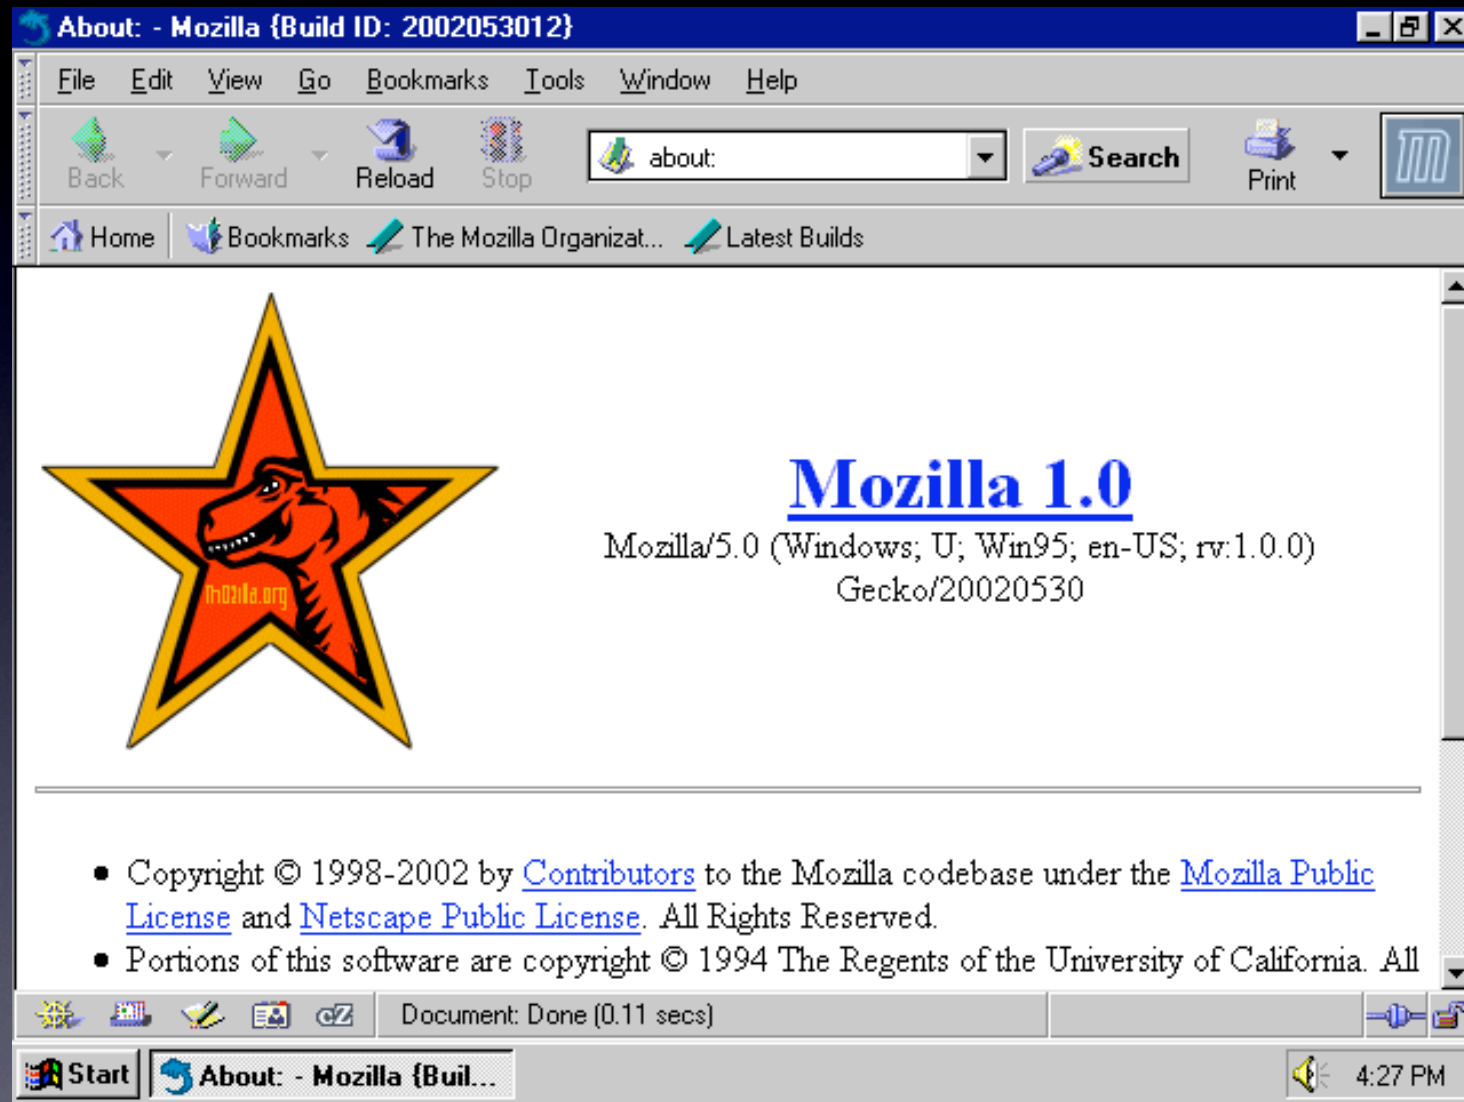 About: - Mozilla {Build ID: 2002053012}
File Edit View Go Bookmarks Tools Window Help
Back Forward Reload Stop about: Search Print
Home Bookmarks The Mozilla Organizat... Latest Builds
mozilla.org
Mozilla 1.0
Mozilla/5.0 (Windows; U; Win95; en-US; rv:1.0.0)
Gecko/20020530
• Copyright © 1998-2002 by Contributors to the Mozilla codebase under the Mozilla Public
License and Netscape Public License. All Rights Reserved.
• Portions of this software are copyright © 1994 The Regents of the University of California. All
cZ Document: Done (0.11 secs)
Start About: - Mozilla {Buil... 4:27 PM